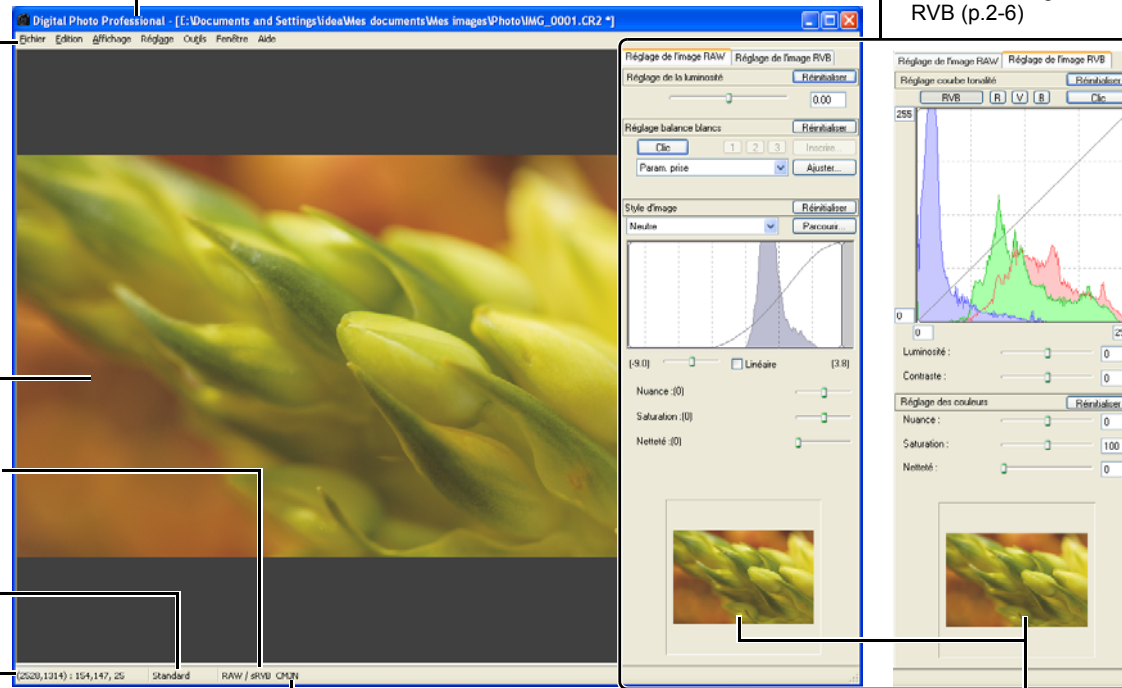 RVB (p.2-6)
Digital Photo Professional - [E:\Documents and Settings\idea\Mes documents\Mes images\Photo\IMG_0001.CR2 *]
Fichier Edition Affichage Réglage Outils Fenêtre Aide
Réglage de l'image RAW Réglage de l'image RVB
Réglage de la luminosité Réinitialiser
0.00
Réglage balance blancs Réinitialiser
Clic 1 2 3 Inscrire...
Param. prise Ajuster...
Style d'image Réinitialiser
Neutre Parcourir...
(-9.0) Linéaire (3.8)
Nuance :(0)
Saturation :(0)
Netteté :(0)
(2528,1314) : 154,147, 25 Standard RAW / sRVB CMJN
Réglage de l'image RAW Réglage de l'image RVB
Réglage courbe tonalité Réinitialiser
RVB R V B Clic
255
0
0
Luminosité : 0
Contraste : 0
Réglage des couleurs Réinitialiser
Nuance : 0
Saturation : 100
Netteté : 0